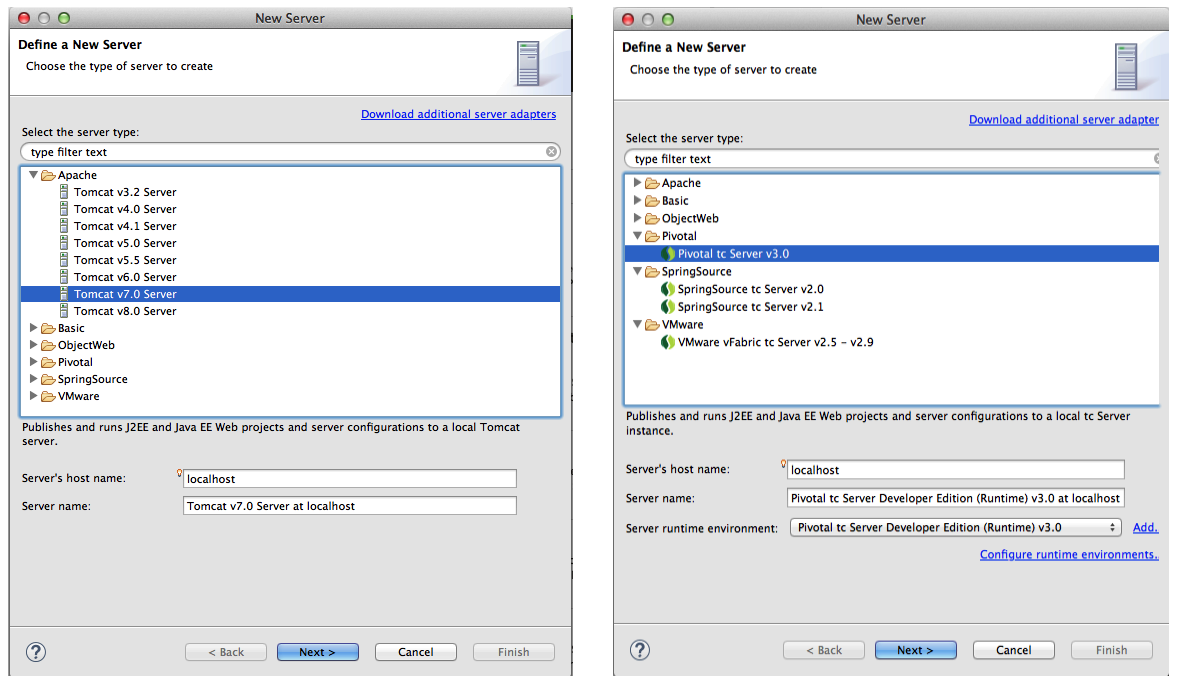 New Server
Define a New Server
Choose the type of server to create
Download additional server adapters
Select the server type:
type filter text
Apache
Tomcat v3.2 Server
Tomcat v4.0 Server
Tomcat v4.1 Server
Tomcat v5.0 Server
Tomcat v5.5 Server
Tomcat v6.0 Server
Tomcat v7.0 Server
Tomcat v8.0 Server
Basic
ObjectWeb
Pivotal
SpringSource
VMware
Publishes and runs J2EE and Java EE Web projects and server configurations to a local Tomcat
server.
Server's host name: localhost
Server name: Tomcat v7.0 Server at localhost
? < Back Next > Cancel Finish
New Server
Define a New Server
Choose the type of server to create
Download additional server adapter
Select the server type:
type filter text
Apache
Basic
ObjectWeb
Pivotal
Pivotal tc Server v3.0
SpringSource
SpringSource tc Server v2.0
SpringSource tc Server v2.1
VMware
VMware vFabric tc Server v2.5 - v2.9
Publishes and runs J2EE and Java EE Web projects and server configurations to a local tc Server
instance.
Server's host name: localhost
Server name: Pivotal tc Server Developer Edition (Runtime) v3.0 at localhost
Server runtime environment: Pivotal tc Server Developer Edition (Runtime) v3.0 Add..
Configure runtime environments..
? < Back Next > Cancel Finish